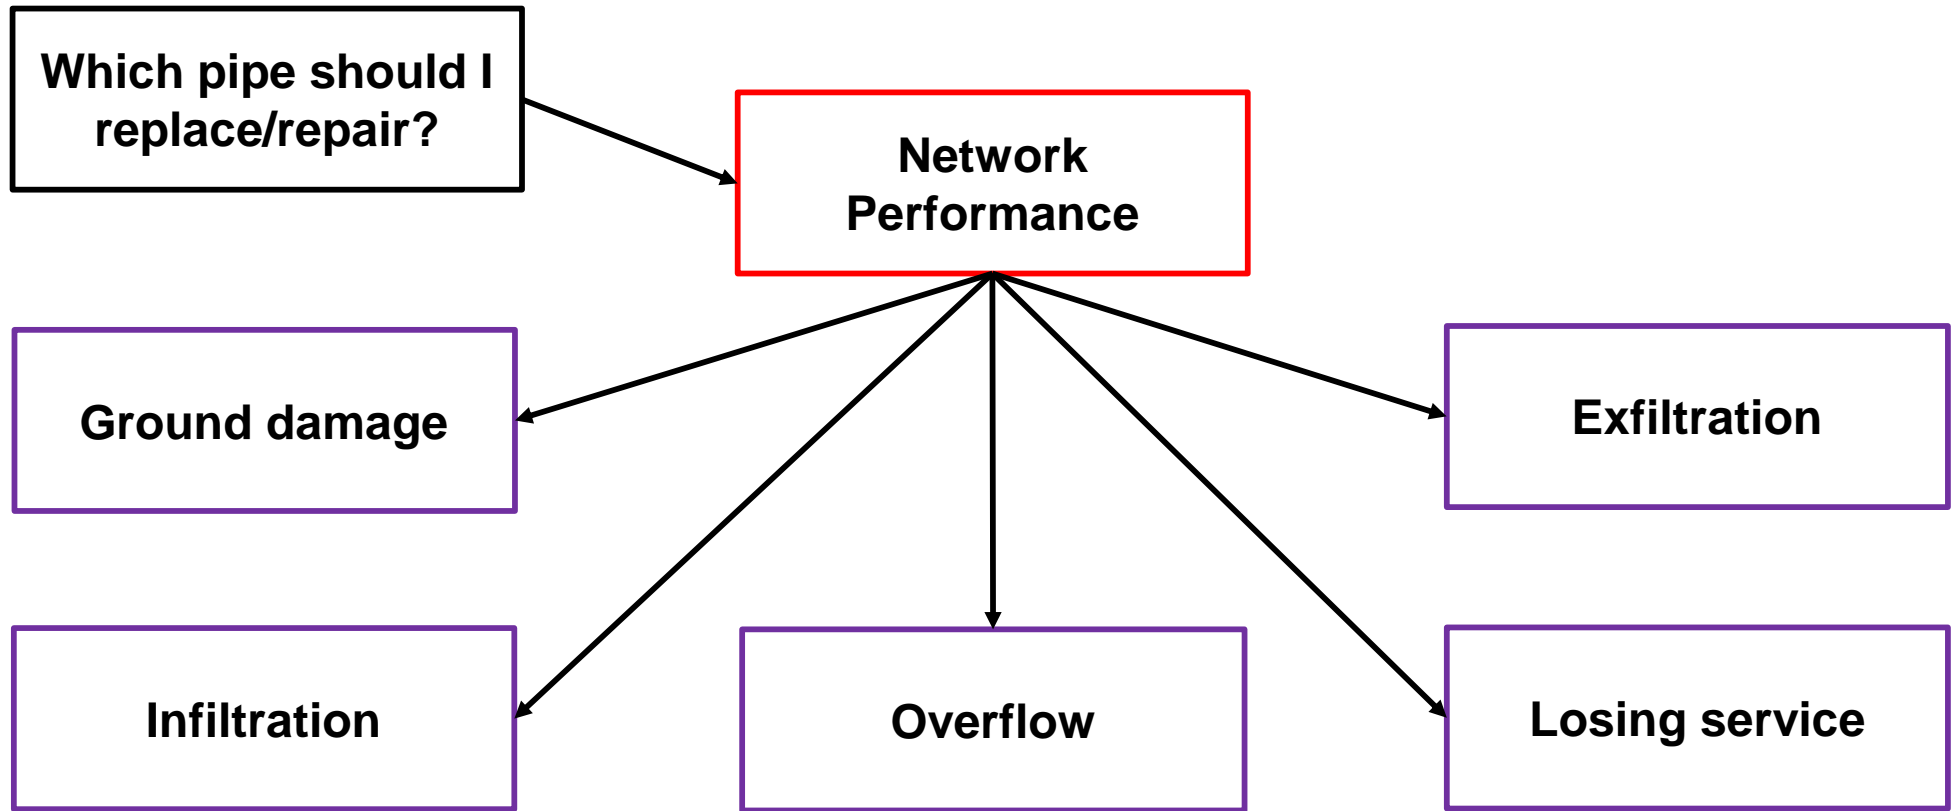 Which pipe should I
replace/repair?
Network
Performance
Ground damage
Exfiltration
Infiltration
Overflow
Losing service